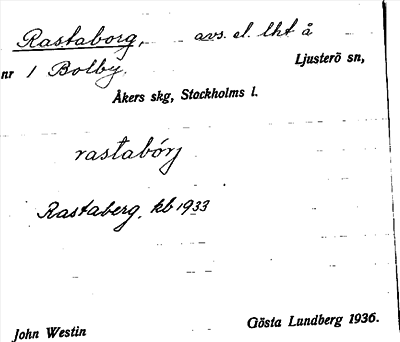 Rastaborg, avs. el. lht å
nr 1 Bolby. Ljusterö sn,
Åkers skg, Stockholms l.
rastabórj
Rastaberg, kb 1933
John Westin Gösta Lundberg 1936.